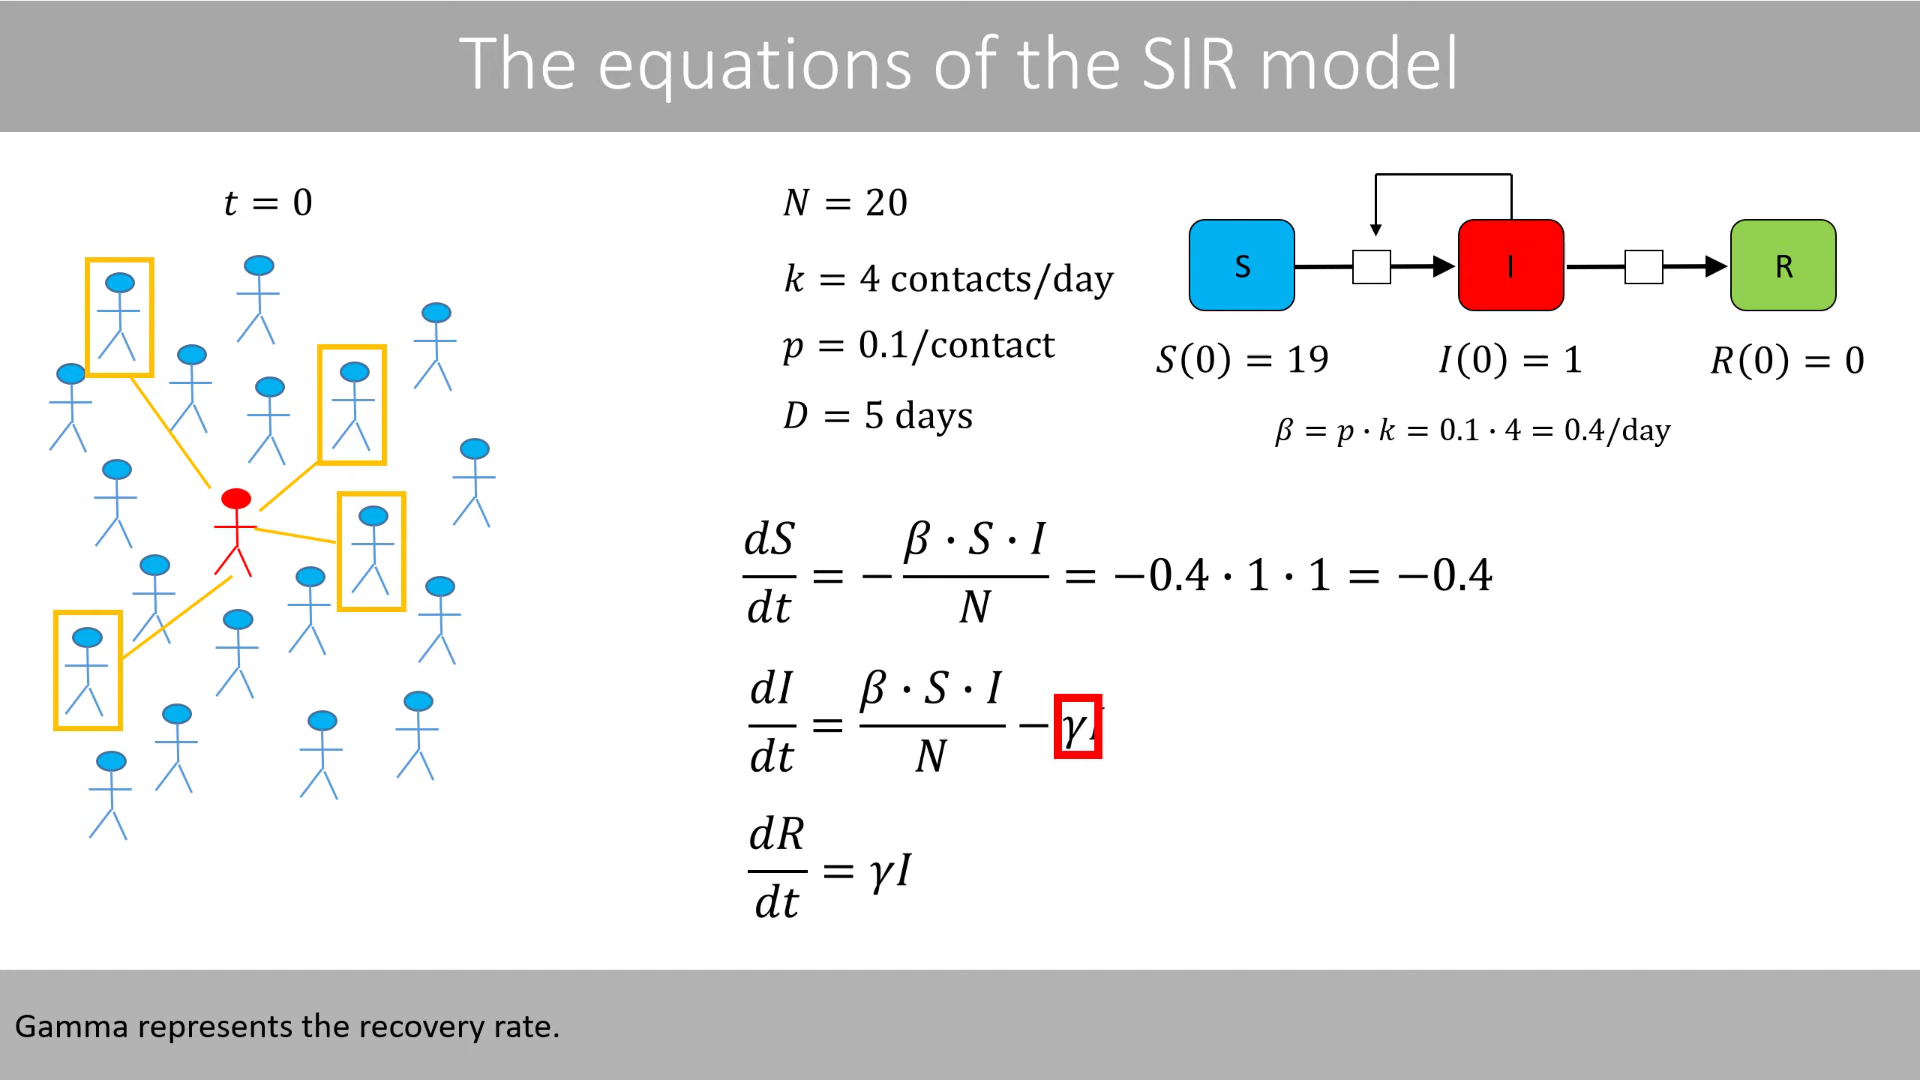 The equations of the SIR model
t = 0
N = 20
k = 4 contacts/day
p = 0.1/contact
D = 5 days
S
I
R
S(0) = 19
I(0) = 1
R(0) = 0
β = p · k = 0.1 · 4 = 0.4/day
dS/dt = −β · S · I/N = −0.4 · 1 · 1 = −0.4
dI/dt = β · S · I/N − γI
dR/dt = γI
Gamma represents the recovery rate.